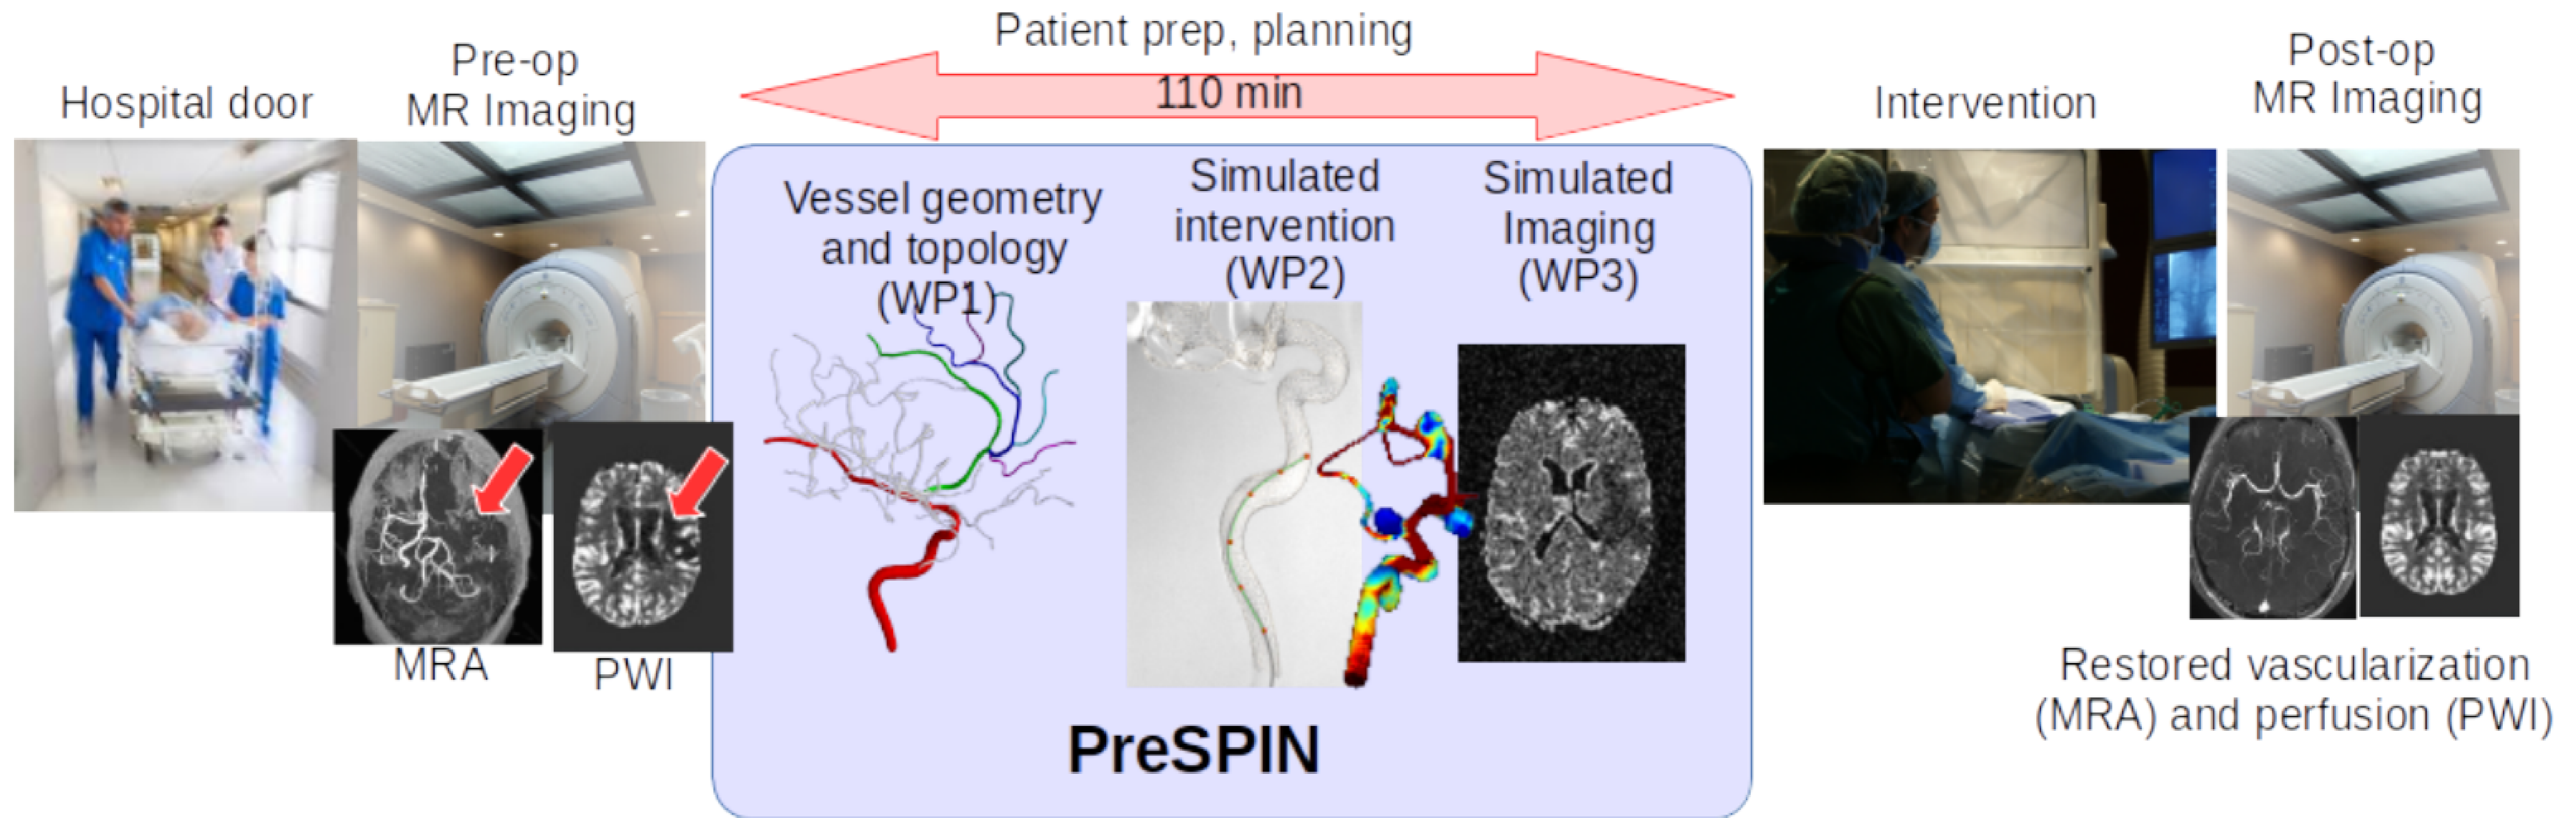 Patient prep, planning
110 min
Hospital door
Pre-op
MR Imaging
MRA
PWI
Vessel geometry
and topology
(WP1)
Simulated
intervention
(WP2)
Simulated
Imaging
(WP3)
PreSPIN
Intervention
Post-op
MR Imaging
Restored vascularization
(MRA) and perfusion (PWI)